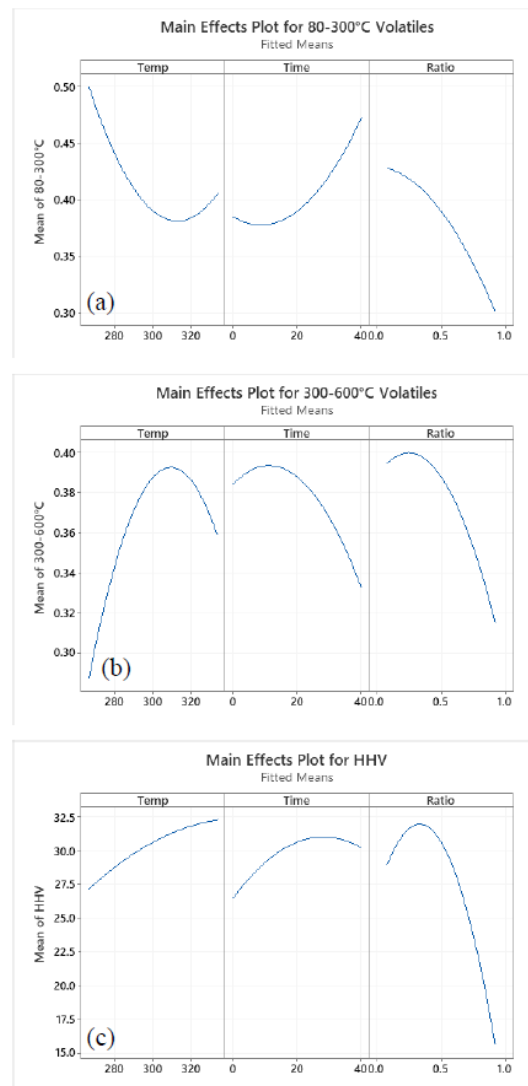 Main Effects Plot for 80-300°C Volatiles
Fitted Means
Temp Time Ratio
Mean of 80-300°C
0.50
0.45
0.40
0.35
0.30
(a)
280 300 320 0 20 40 0.0 0.5 1.0
Main Effects Plot for 300-600°C Volatiles
Fitted Means
Temp Time Ratio
Mean of 300-600°C
0.40
0.38
0.36
0.34
0.32
0.30
(b)
280 300 320 0 20 40 0.0 0.5 1.0
Main Effects Plot for HHV
Fitted Means
Temp Time Ratio
Mean of HHV
32.5
30.0
27.5
25.0
22.5
20.0
17.5
15.0
(c)
280 300 320 0 20 40 0.0 0.5 1.0